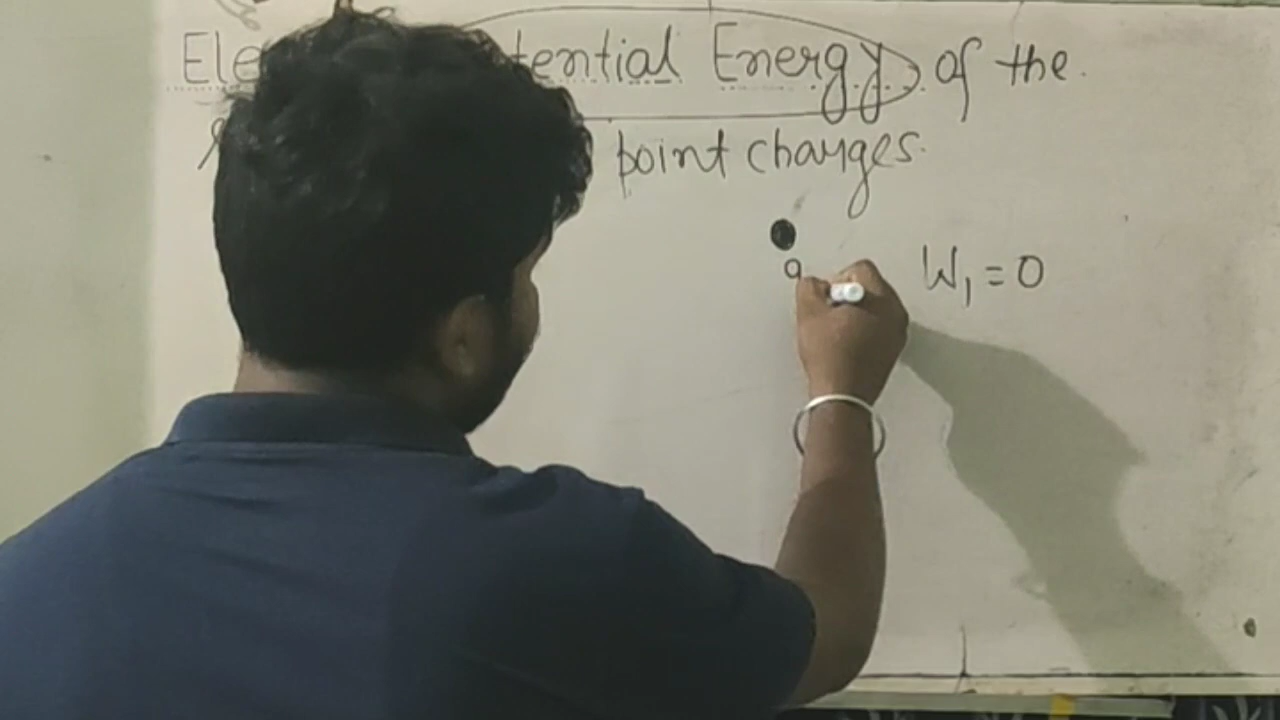 Ele tential Energy of the
point charges.
q W₁ = 0